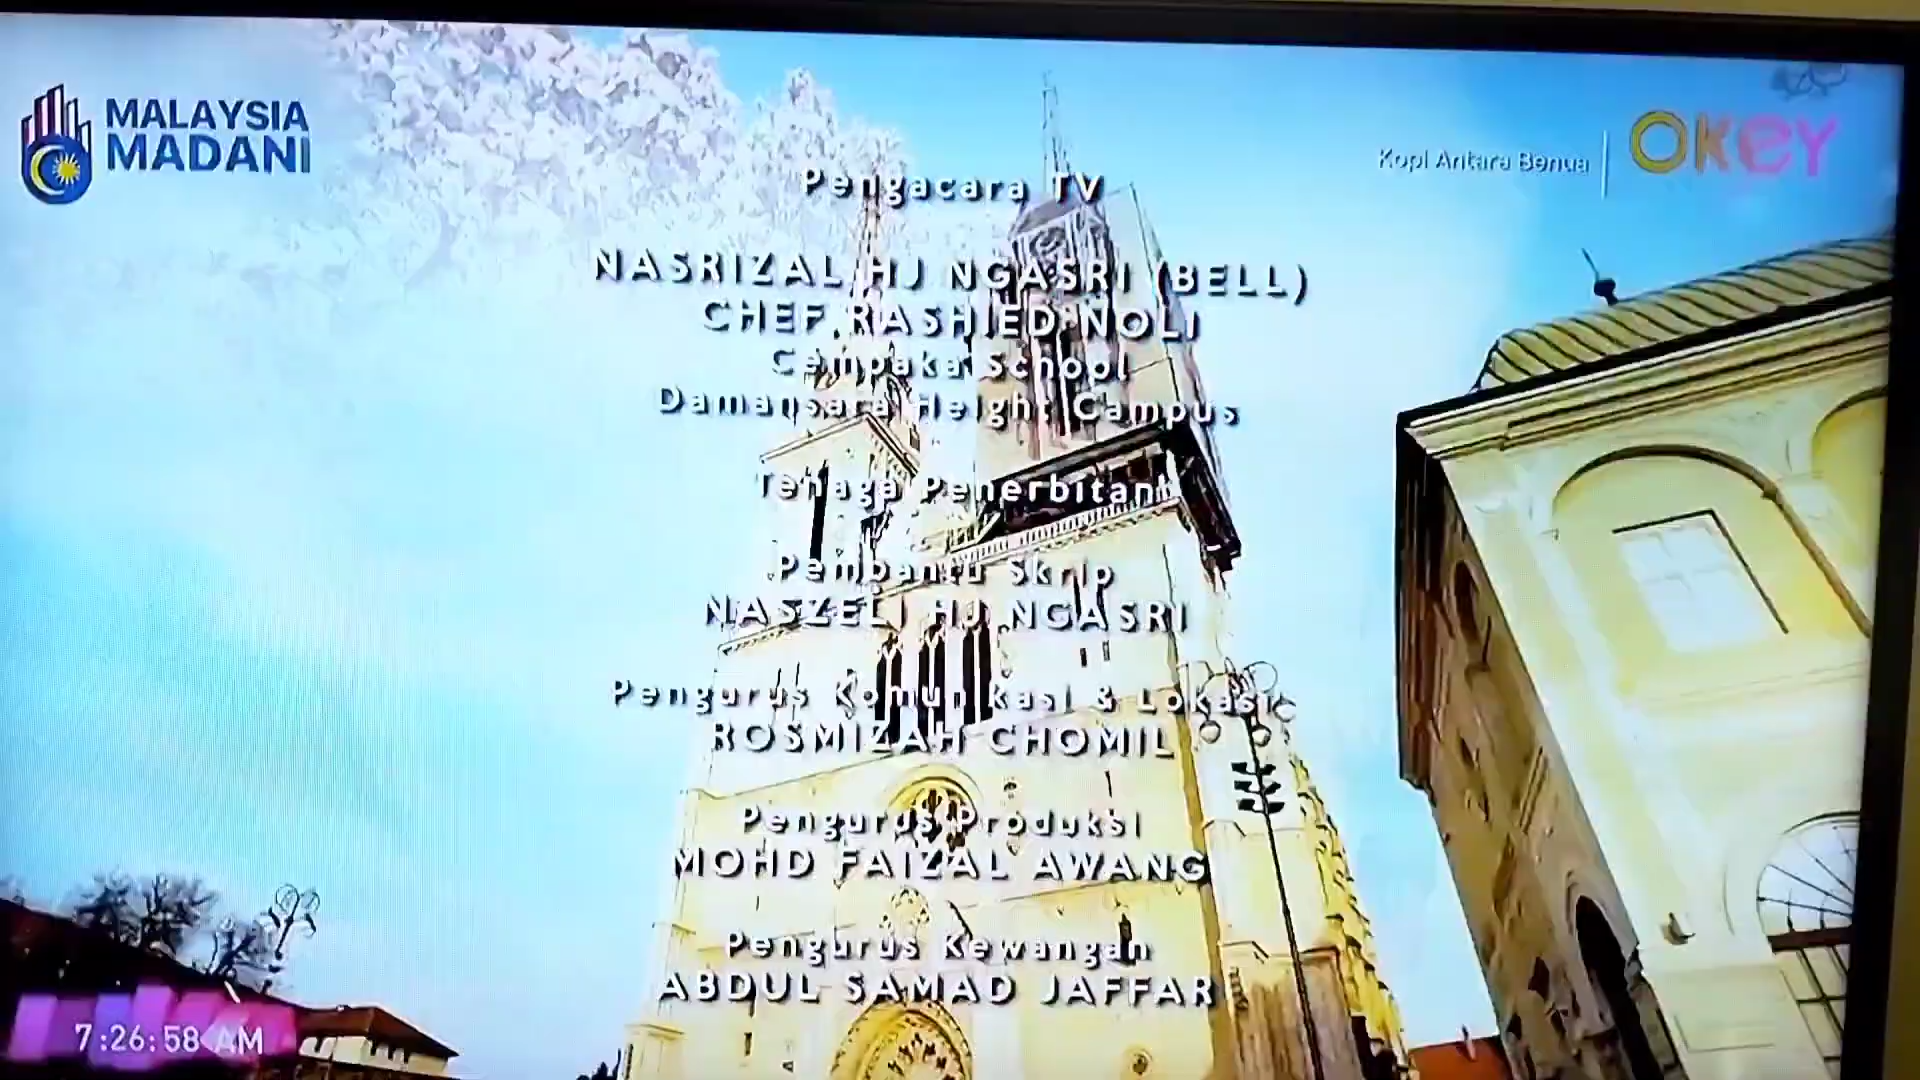 MALAYSIA
MADANI
Kopi Antara Benua
OKEY
Pengacara TV
NASRIZAL HJ NGASRI (BELL)
CHEF RASHIED NOLI
Cempaka School
Damansara Height Campus
Tenaga Penerbitan
Pembantu Skrip
NASZELI HJ NGASRI
Pengurus Komunikasi & Lokasi
ROSMIZAH CHOMIL
Pengurus Produksi
MOHD FAIZAL AWANG
Pengurus Kewangan
ABDUL SAMAD JAFFAR
7:26:58 AM